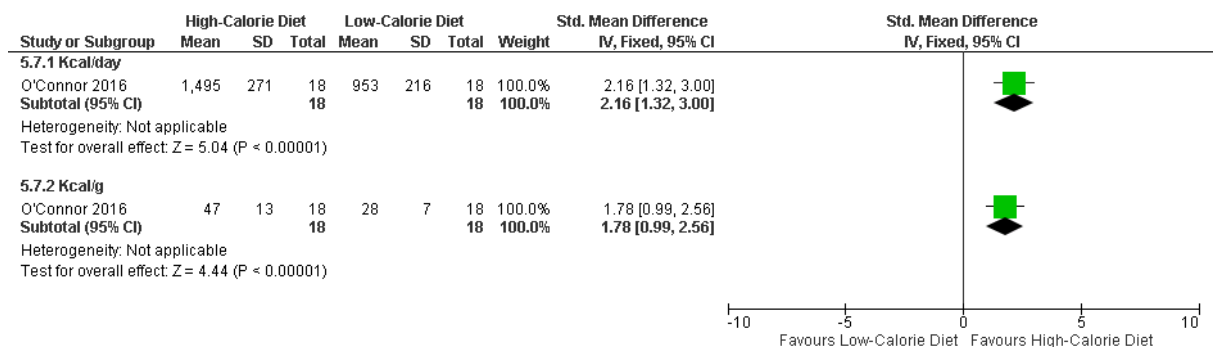 High-Calorie Diet Low-Calorie Diet Std. Mean Difference Std. Mean Difference
Study or Subgroup Mean SD Total Mean SD Total Weight IV, Fixed, 95% CI IV, Fixed, 95% CI
5.7.1 Kcal/day
O'Connor 2016 1,495 271 18 953 216 18 100.0% 2.16 [1.32, 3.00]
Subtotal (95% CI) 18 18 100.0% 2.16 [1.32, 3.00]
Heterogeneity: Not applicable
Test for overall effect: Z = 5.04 (P < 0.00001)
5.7.2 Kcal/g
O'Connor 2016 47 13 18 28 7 18 100.0% 1.78 [0.99, 2.56]
Subtotal (95% CI) 18 18 100.0% 1.78 [0.99, 2.56]
Heterogeneity: Not applicable
Test for overall effect: Z = 4.44 (P < 0.00001)
-10 -5 0 5 10
Favours Low-Calorie Diet Favours High-Calorie Diet